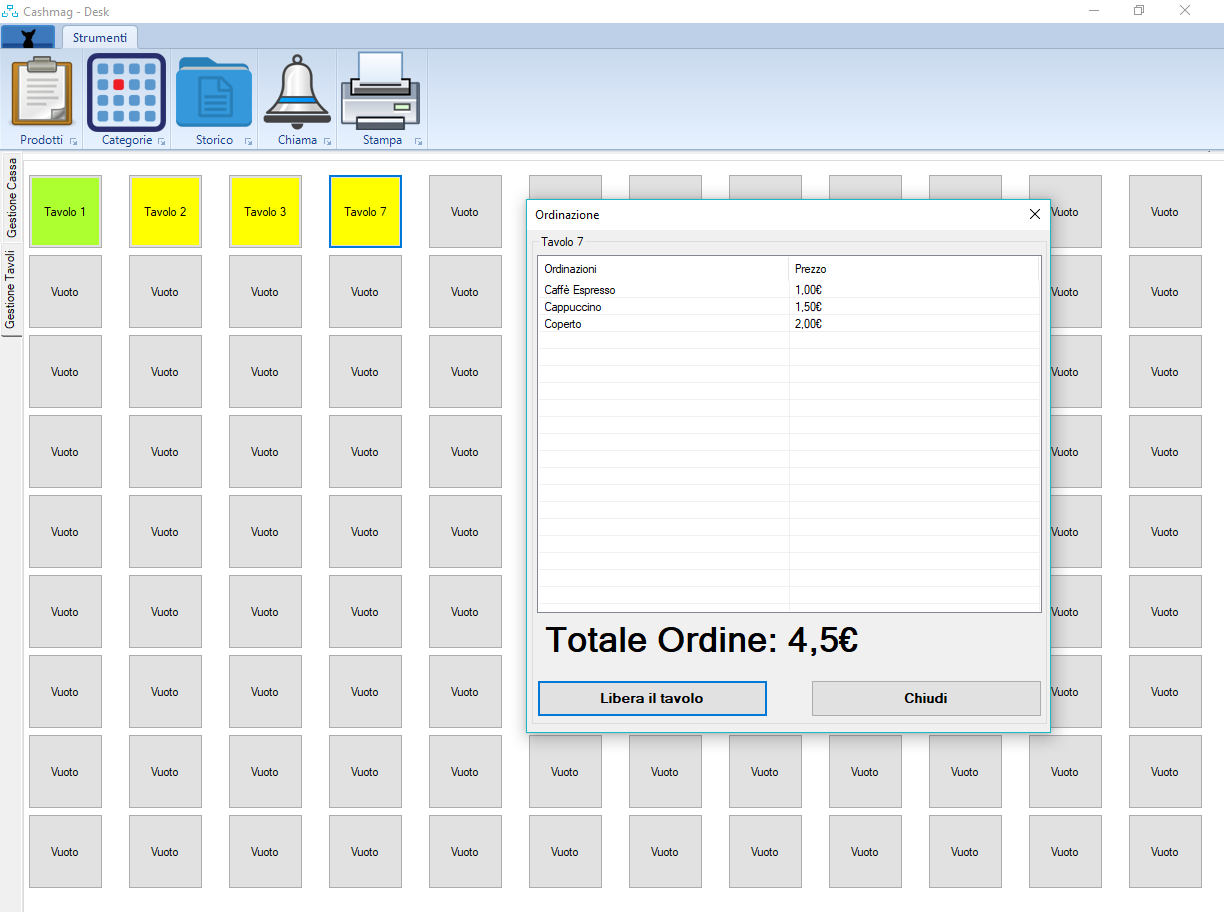 Cashmag - Desk
Strumenti
Prodotti Categorie Storico Chiama Stampa
Gestione Cassa
Gestione Tavoli
Tavolo 1 Tavolo 2 Tavolo 3 Tavolo 7 Vuoto Vuoto Vuoto
Vuoto Vuoto Vuoto Vuoto Vuoto Vuoto Vuoto
Vuoto Vuoto Vuoto Vuoto Vuoto Vuoto Vuoto
Vuoto Vuoto Vuoto Vuoto Vuoto Vuoto Vuoto
Vuoto Vuoto Vuoto Vuoto Vuoto Vuoto Vuoto
Vuoto Vuoto Vuoto Vuoto Vuoto Vuoto Vuoto
Vuoto Vuoto Vuoto Vuoto Vuoto Vuoto Vuoto
Vuoto Vuoto Vuoto Vuoto Vuoto Vuoto Vuoto Vuoto Vuoto Vuoto Vuoto Vuoto
Vuoto Vuoto Vuoto Vuoto Vuoto Vuoto Vuoto Vuoto Vuoto Vuoto Vuoto Vuoto
Ordinazione
Tavolo 7
Ordinazioni Prezzo
Caffè Espresso 1,00€
Cappuccino 1,50€
Coperto 2,00€
Totale Ordine: 4,5€
Libera il tavolo Chiudi